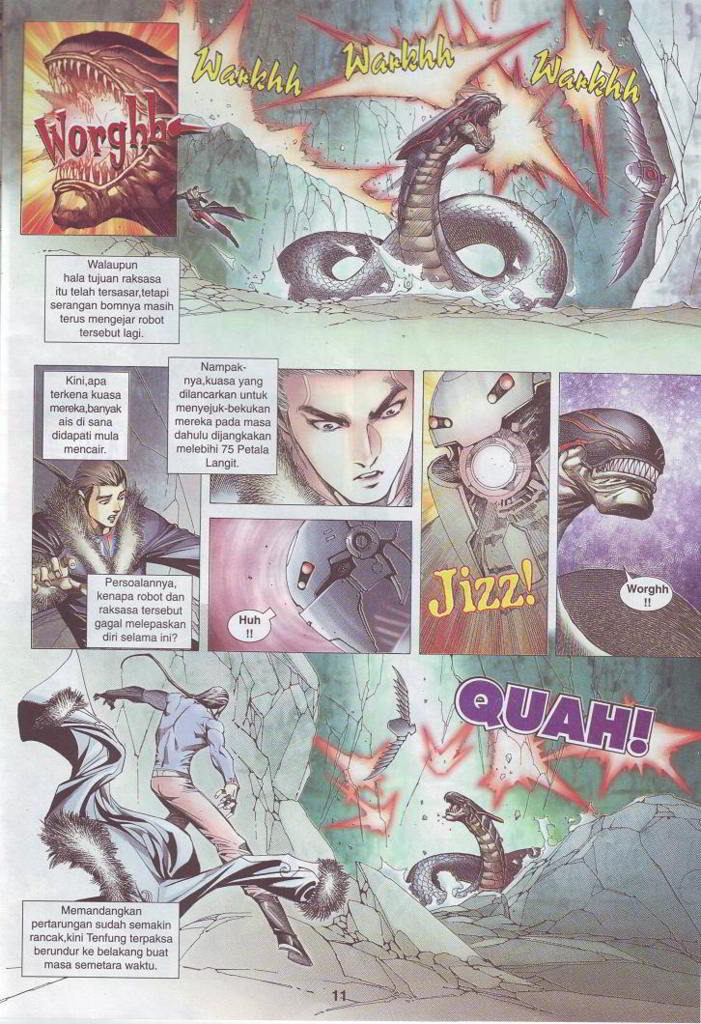 Worghh
Warkhh
Warkhh
Warkhh
Walaupun
hala tujuan raksasa
itu telah tersasar,tetapi
serangan bomnya masih
terus mengejar robot
tersebut lagi.
Kini,apa
terkena kuasa
mereka,banyak
ais di sana
didapati mula
mencair.
Persoalannya,
kenapa robot dan
raksasa tersebut
gagal melepaskan
diri selama ini?
Nampak-
nya,kuasa yang
dilancarkan untuk
menyejuk-bekukan
mereka pada masa
dahulu dijangkakan
melebihi 75 Petala
Langit.
Huh
!!
Jizz!
Worghh
!!
QUAH!
Memandangkan
pertarungan sudah semakin
rancak,kini Tenfung terpaksa
berundur ke belakang buat
masa semetara waktu.
11